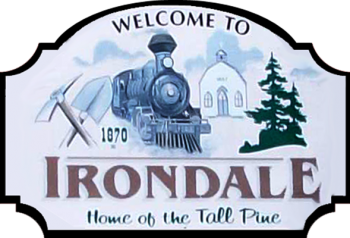 WELCOME TO
1870
IRONDALE
Home of the Tall Pine